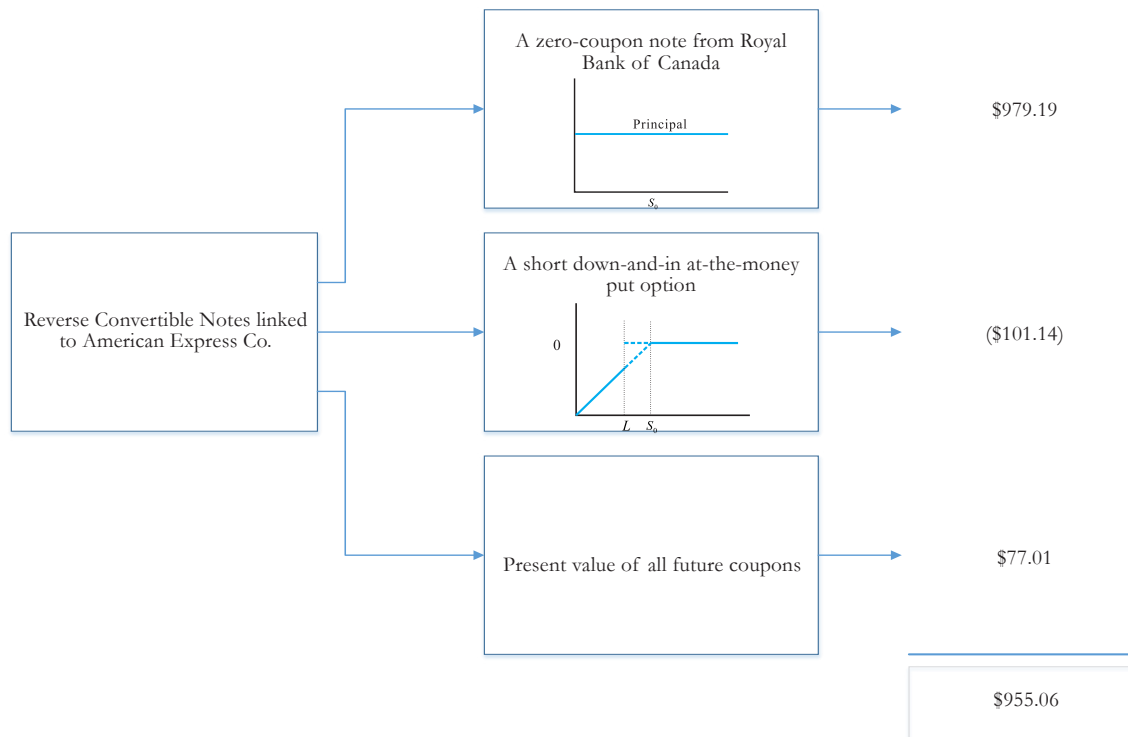 A zero-coupon note from Royal
Bank of Canada
Principal
S₀
$979.19
Reverse Convertible Notes linked
to American Express Co.
A short down-and-in at-the-money
put option
0
L S₀
($101.14)
Present value of all future coupons
$77.01
$955.06